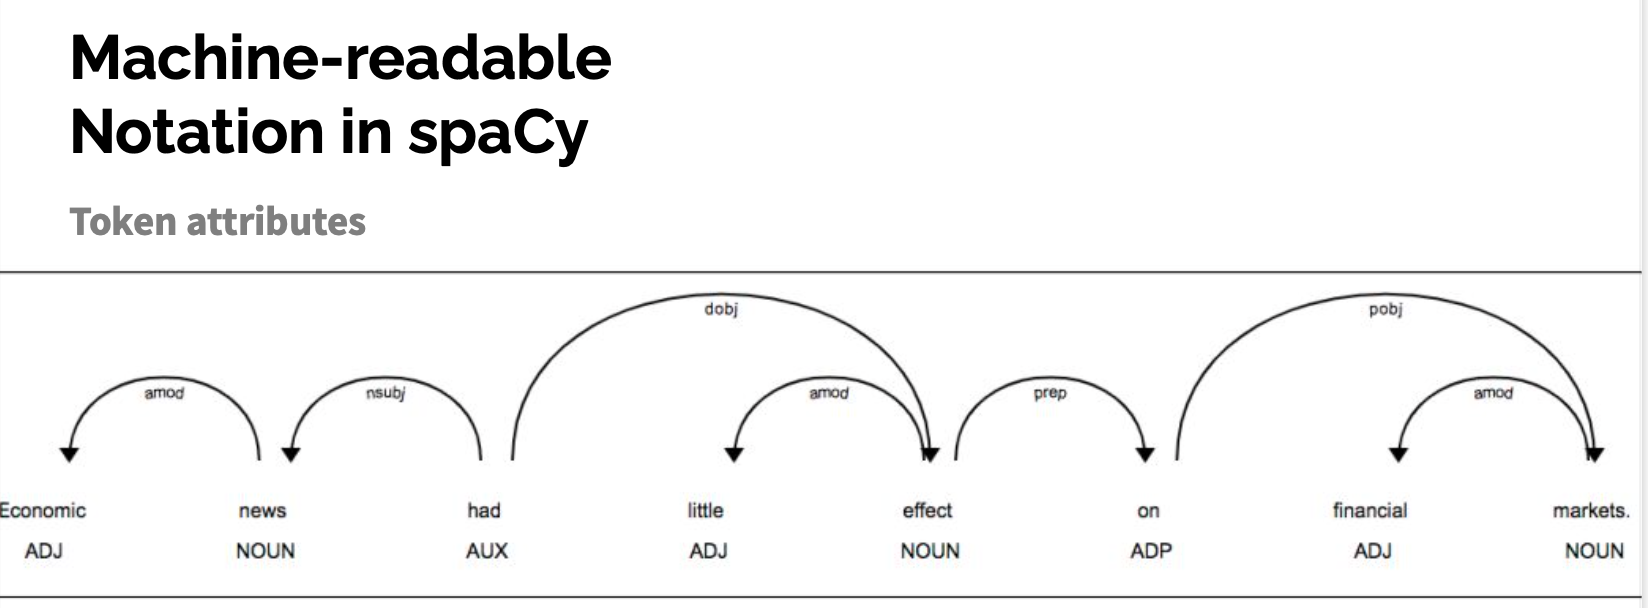 Machine-readable
Notation in spaCy
Token attributes
dobj pobj
amod nsubj amod prep amod
Economic news had little effect on financial markets.
ADJ NOUN AUX ADJ NOUN ADP ADJ NOUN